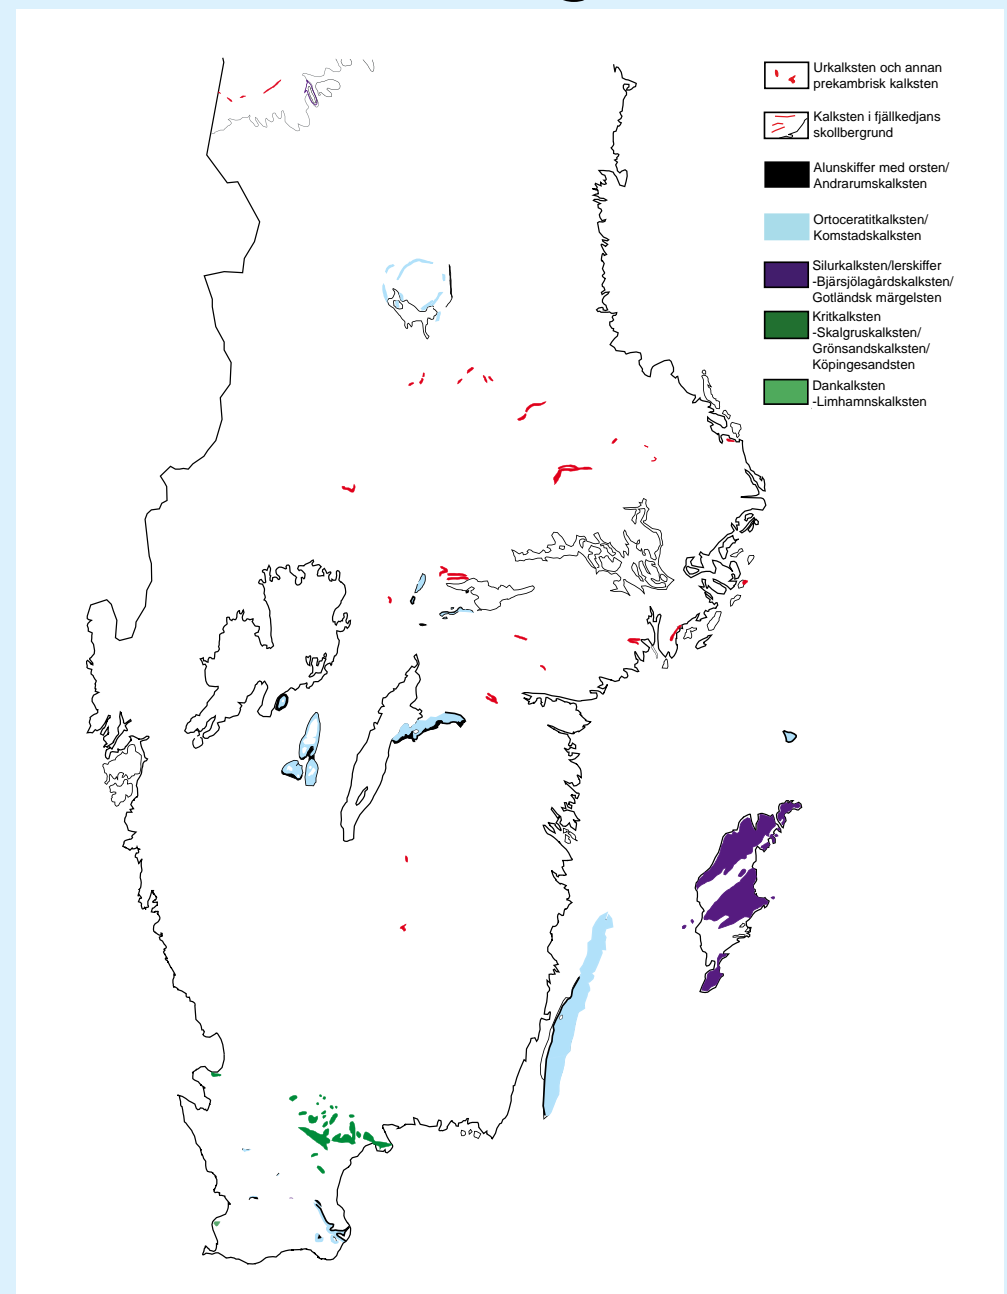 Urkalksten och annan
prekambrisk kalksten
Kalksten i fjällkedjans
skollbergrund
Alunskiffer med orsten/
Andrarumskalksten
Ortoceratitkalksten/
Komstadskalksten
Silurkalksten/lerskiffer
-Bjärsjölagårdskalksten/
Gotländsk märgelsten
Kritkalksten
-Skalgruskalksten/
Grönsandskalksten/
Köpingesandsten
Dankalksten
-Limhamnskalksten